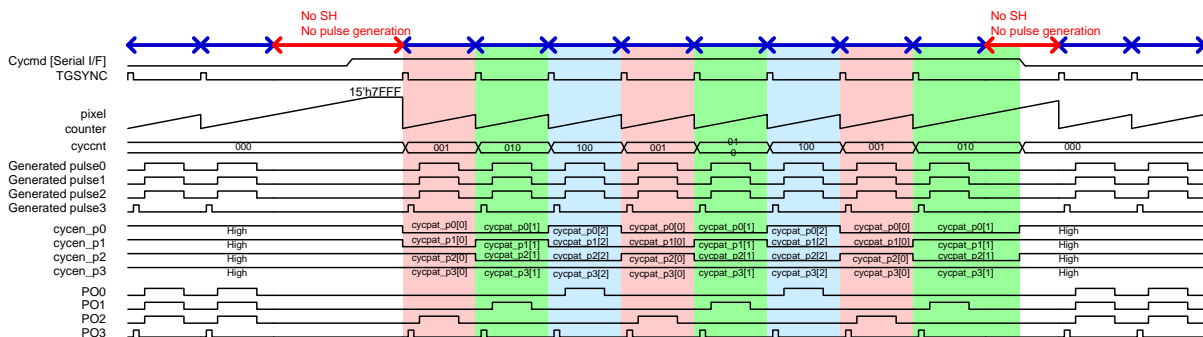 No SH No SH
No pulse generation No pulse generation
Cycmd [Serial I/F]
TGSYNC
15'h7FFF
pixel
counter
cyccnt 000 001 010 100 001 010 100 001 010 000
Generated pulse0
Generated pulse1
Generated pulse2
Generated pulse3
cycen_p0 High cycpat_p0[0] cycpat_p0[1] cycpat_p0[2] cycpat_p0[0] cycpat_p0[1] cycpat_p0[2] cycpat_p0[0] cycpat_p0[1] High
cycen_p1 High cycpat_p1[0] cycpat_p1[1] cycpat_p1[2] cycpat_p1[0] cycpat_p1[1] cycpat_p1[2] cycpat_p1[0] cycpat_p1[1] High
cycen_p2 High cycpat_p2[0] cycpat_p2[1] cycpat_p2[2] cycpat_p2[0] cycpat_p2[1] cycpat_p2[2] cycpat_p2[0] cycpat_p2[1] High
cycen_p3 High cycpat_p3[0] cycpat_p3[1] cycpat_p3[2] cycpat_p3[0] cycpat_p3[1] cycpat_p3[2] cycpat_p3[0] cycpat_p3[1] High
PO0
PO1
PO2
PO3